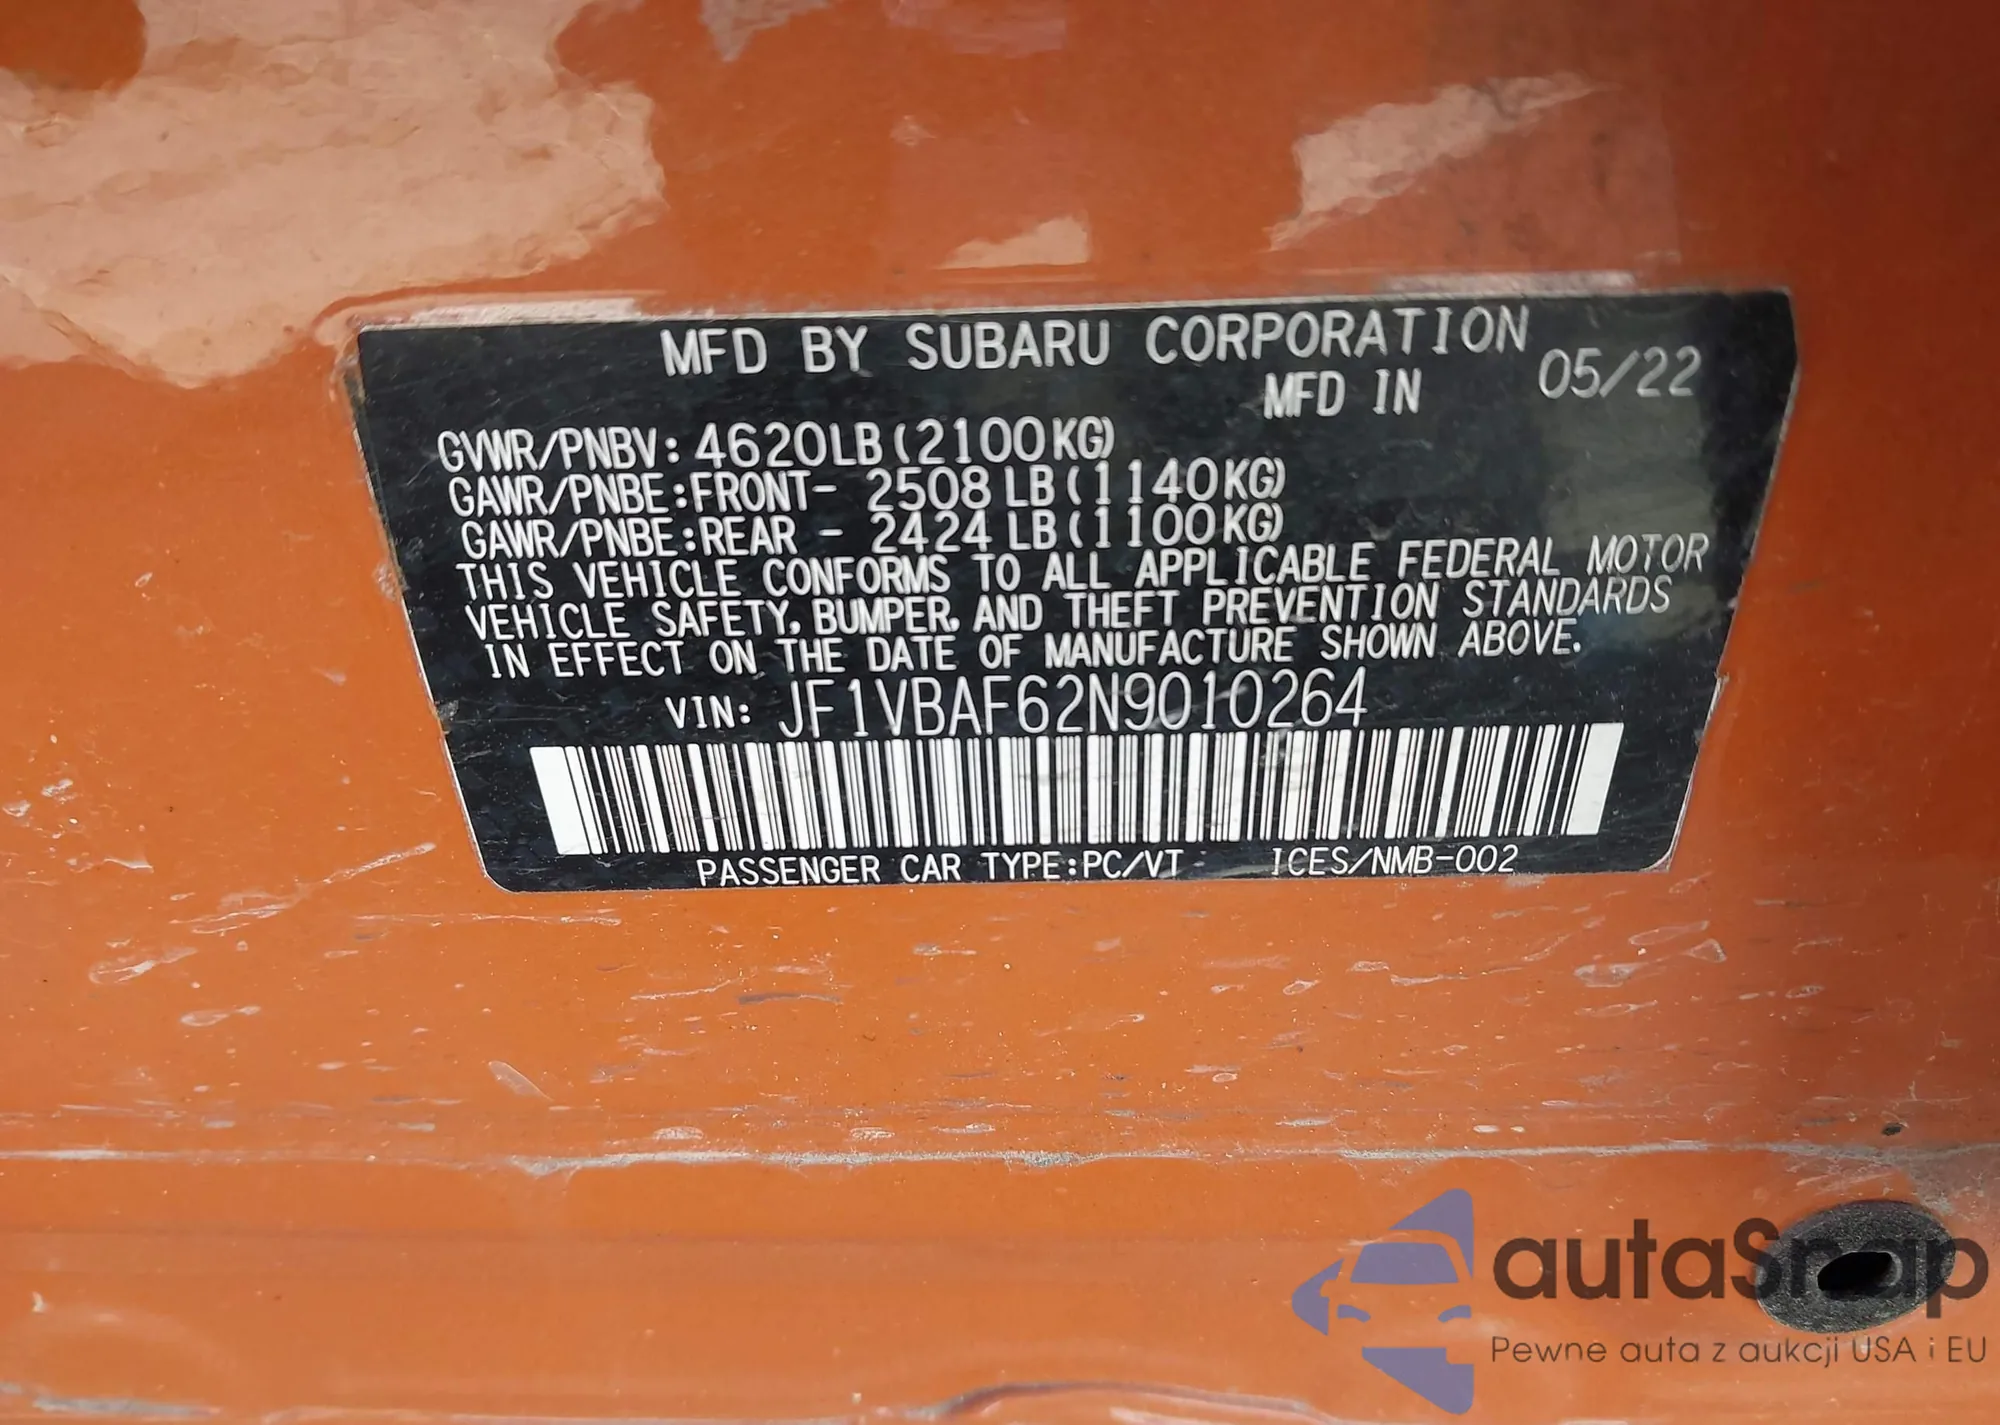 MFD BY SUBARU CORPORATION
MFD IN 05/22
GVWR/PNBV: 4620LB(2100KG)
GAWR/PNBE:FRONT- 2508LB(1140KG)
GAWR/PNBE:REAR - 2424LB(1100KG)
THIS VEHICLE CONFORMS TO ALL APPLICABLE FEDERAL MOTOR
VEHICLE SAFETY, BUMPER, AND THEFT PREVENTION STANDARDS
IN EFFECT ON THE DATE OF MANUFACTURE SHOWN ABOVE.
VIN: JF1VBAF62N9010264
PASSENGER CAR TYPE:PC/VT ICES/NMB-002
autaSnap
Pewne auta z aukcji USA i EU